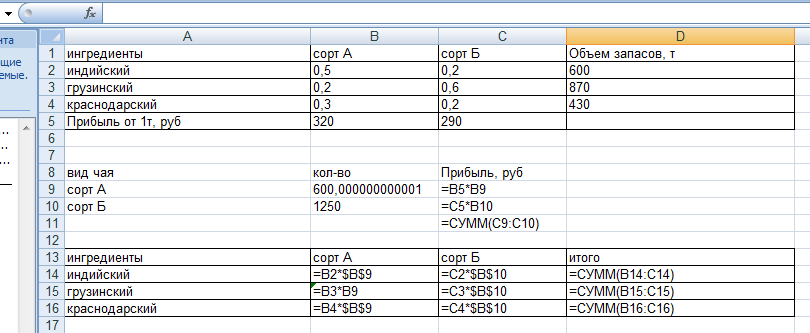 fx
A B C D
нта
щие
емые.
1 ингредиенты сорт А сорт Б Объем запасов, т
2 индийский 0,5 0,2 600
3 грузинский 0,2 0,6 870
4 краснодарский 0,3 0,2 430
5 Прибыль от 1т, руб 320 290
6
7
8 вид чая кол-во Прибыль, руб
9 сорт А 600,000000000001 =B5*B9
10 сорт Б 1250 =C5*B10
11 =СУММ(C9:C10)
12
13 ингредиенты сорт А сорт Б итого
14 индийский =B2*$B$9 =C2*$B$10 =СУММ(B14:C14)
15 грузинский =B3*B9 =C3*$B$10 =СУММ(B15:C15)
16 краснодарский =B4*$B$9 =C4*$B$10 =СУММ(B16:C16)
17